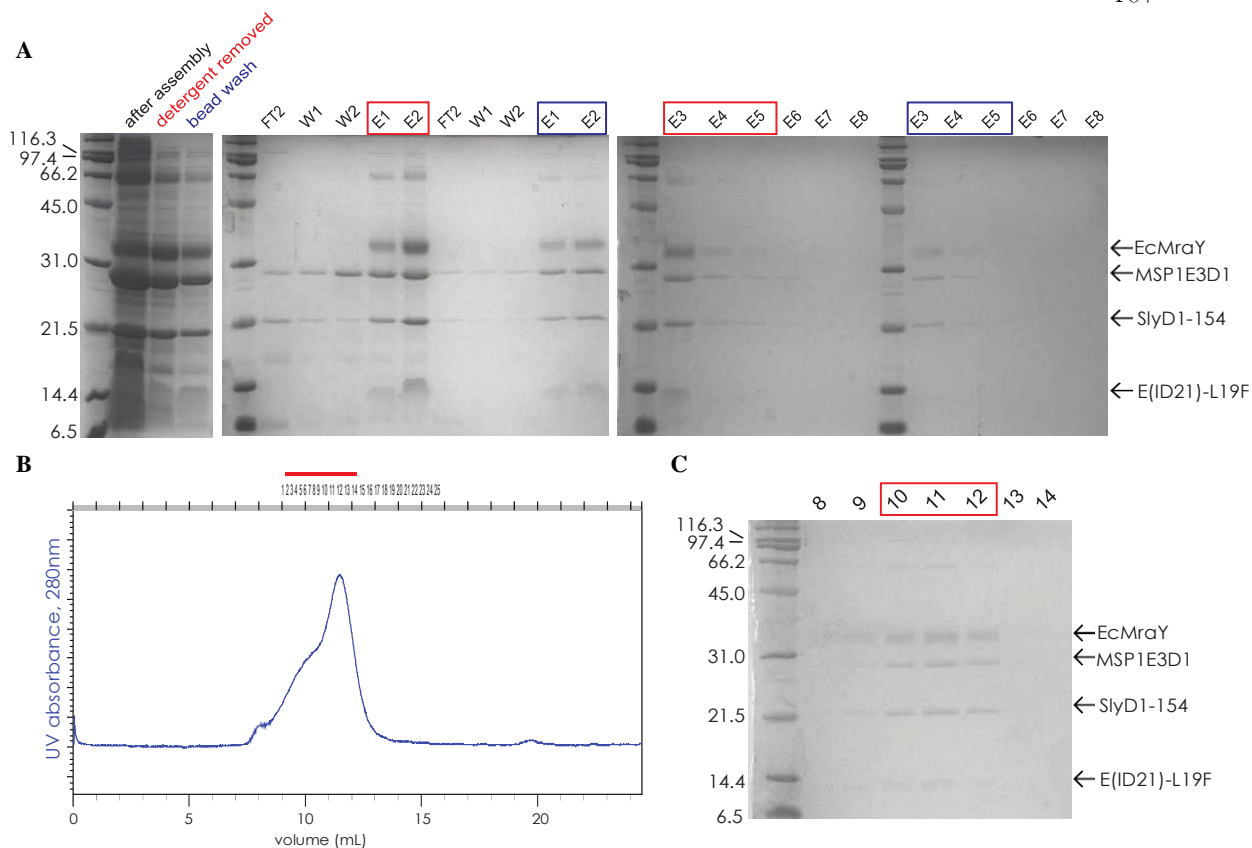 A
after assembly
detergent removed
bead wash
FT2 W1 W2 E1 E2 FT2 W1 W2 E1 E2
E3 E4 E5 E6 E7 E8 E3 E4 E5 E6 E7 E8
116.3
97.4
66.2
45.0
31.0
21.5
14.4
6.5
EcMraY
MSP1E3D1
SlyD1-154
E(ID21)-L19F
B
1 2 3 4 5 6 7 8 9 10 11 12 13 14 15 16 17 18 19 20 21 22 23 24 25
UV absorbance, 280nm
0 5 10 15 20
volume (mL)
C
8 9 10 11 12 13 14
116.3
97.4
66.2
45.0
31.0
21.5
14.4
6.5
EcMraY
MSP1E3D1
SlyD1-154
E(ID21)-L19F